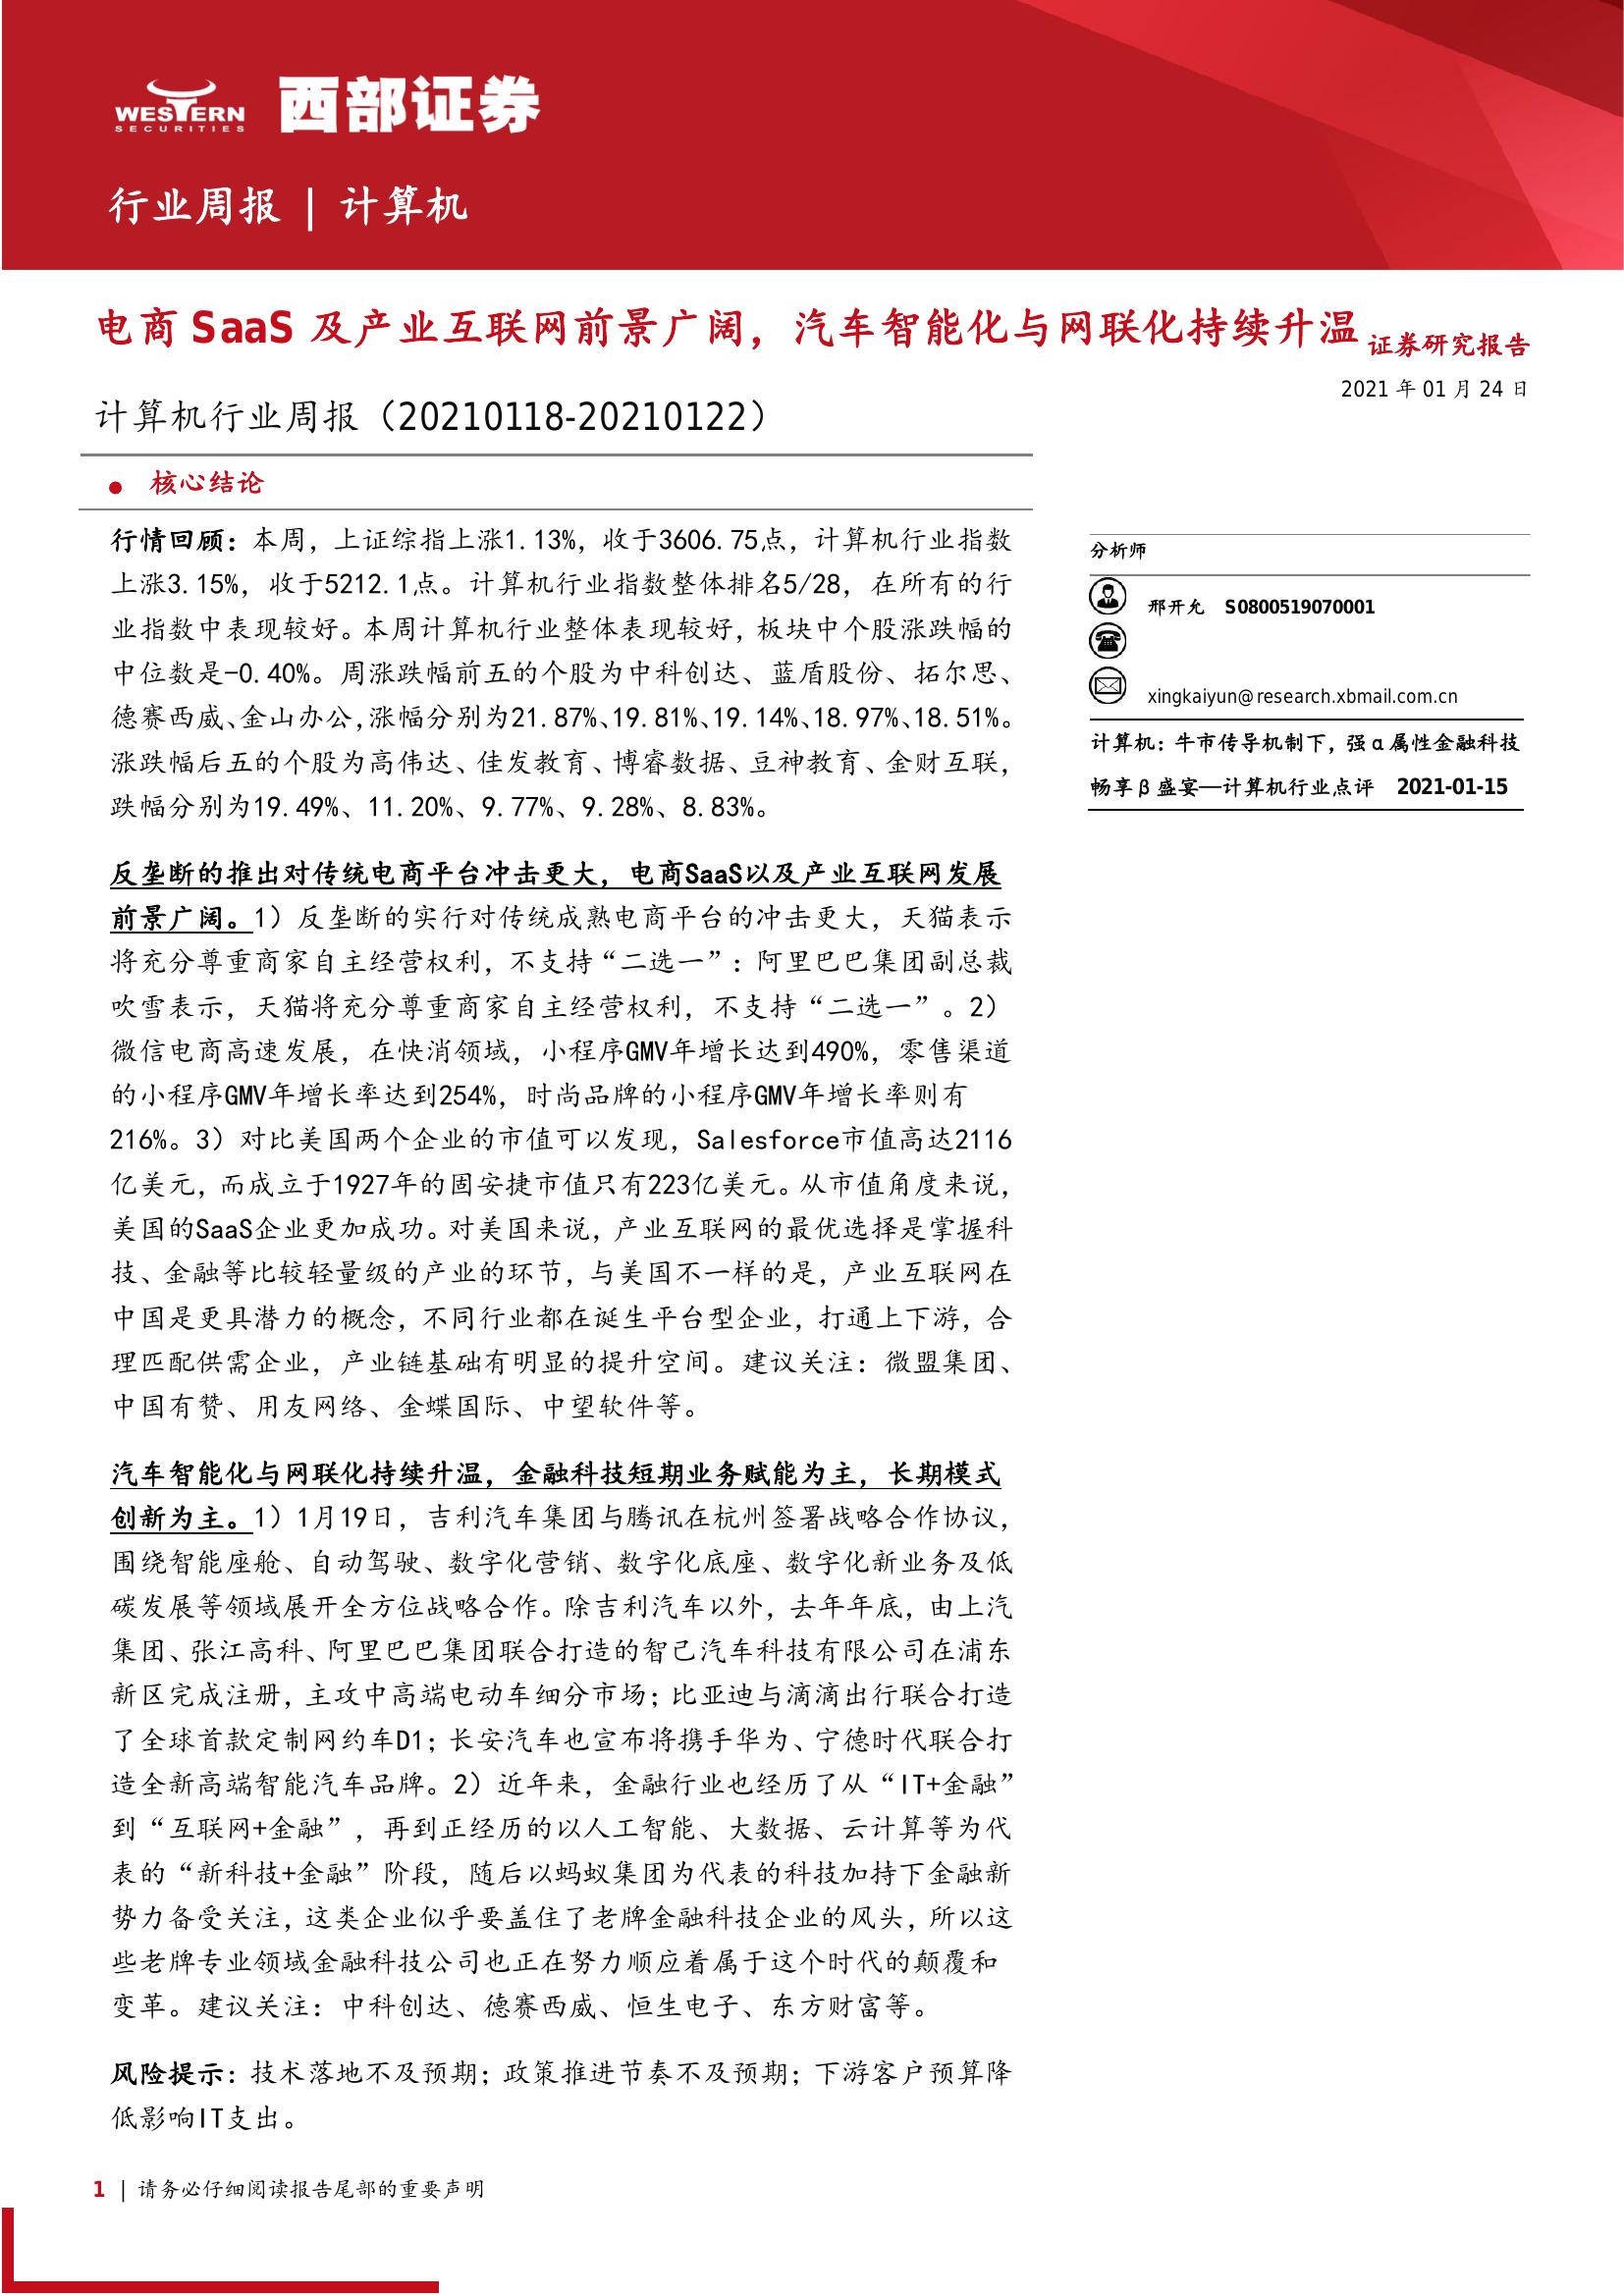 WESTERN
SECURITIES
西部证券
行业周报 | 计算机
电商 SaaS 及产业互联网前景广阔，汽车智能化与网联化持续升温
证券研究报告
2021 年 01 月 24 日
计算机行业周报（20210118-20210122）
● 核心结论
行情回顾：本周，上证综指上涨1.13%，收于3606.75点，计算机行业指数
上涨3.15%，收于5212.1点。计算机行业指数整体排名5/28，在所有的行
业指数中表现较好。本周计算机行业整体表现较好，板块中个股涨跌幅的
中位数是-0.40%。周涨跌幅前五的个股为中科创达、蓝盾股份、拓尔思、
德赛西威、金山办公，涨幅分别为21.87%、19.81%、19.14%、18.97%、18.51%。
涨跌幅后五的个股为高伟达、佳发教育、博睿数据、豆神教育、金财互联，
跌幅分别为19.49%、11.20%、9.77%、9.28%、8.83%。
反垄断的推出对传统电商平台冲击更大，电商SaaS以及产业互联网发展
前景广阔。1）反垄断的实行对传统成熟电商平台的冲击更大，天猫表示
将充分尊重商家自主经营权利，不支持“二选一”：阿里巴巴集团副总裁
吹雪表示，天猫将充分尊重商家自主经营权利，不支持“二选一”。2）
微信电商高速发展，在快消领域，小程序GMV年增长达到490%，零售渠道
的小程序GMV年增长率达到254%，时尚品牌的小程序GMV年增长率则有
216%。3）对比美国两个企业的市值可以发现，Salesforce市值高达2116
亿美元，而成立于1927年的固安捷市值只有223亿美元。从市值角度来说，
美国的SaaS企业更加成功。对美国来说，产业互联网的最优选择是掌握科
技、金融等比较轻量级的产业的环节，与美国不一样的是，产业互联网在
中国是更具潜力的概念，不同行业都在诞生平台型企业，打通上下游，合
理匹配供需企业，产业链基础有明显的提升空间。建议关注：微盟集团、
中国有赞、用友网络、金蝶国际、中望软件等。
汽车智能化与网联化持续升温，金融科技短期业务赋能为主，长期模式
创新为主。1）1月19日，吉利汽车集团与腾讯在杭州签署战略合作协议，
围绕智能座舱、自动驾驶、数字化营销、数字化底座、数字化新业务及低
碳发展等领域展开全方位战略合作。除吉利汽车以外，去年年底，由上汽
集团、张江高科、阿里巴巴集团联合打造的智己汽车科技有限公司在浦东
新区完成注册，主攻中高端电动车细分市场；比亚迪与滴滴出行联合打造
了全球首款定制网约车D1；长安汽车也宣布将携手华为、宁德时代联合打
造全新高端智能汽车品牌。2）近年来，金融行业也经历了从“IT+金融”
到“互联网+金融”，再到正经历的以人工智能、大数据、云计算等为代
表的“新科技+金融”阶段，随后以蚂蚁集团为代表的科技加持下金融新
势力备受关注，这类企业似乎要盖住了老牌金融科技企业的风头，所以这
些老牌专业领域金融科技公司也正在努力顺应着属于这个时代的颠覆和
变革。建议关注：中科创达、德赛西威、恒生电子、东方财富等。
风险提示：技术落地不及预期；政策推进节奏不及预期；下游客户预算降
低影响IT支出。
分析师
邢开允 S0800519070001
xingkaiyun@research.xbmail.com.cn
计算机：牛市传导机制下，强α属性金融科技
畅享β盛宴—计算机行业点评 2021-01-15
1 | 请务必仔细阅读报告尾部的重要声明